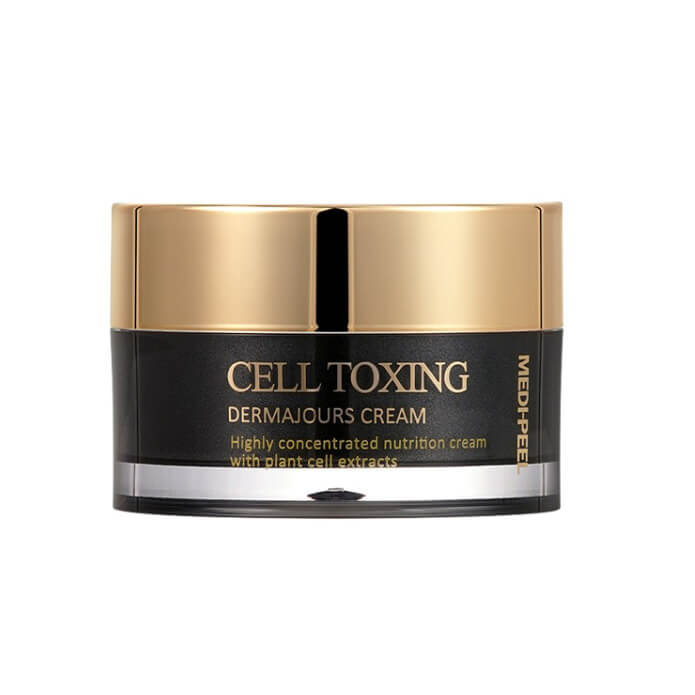 CELL TOXING
DERMAJOURS CREAM
Highly concentrated nutrition cream
with plant cell extracts
MEDI-PEEL